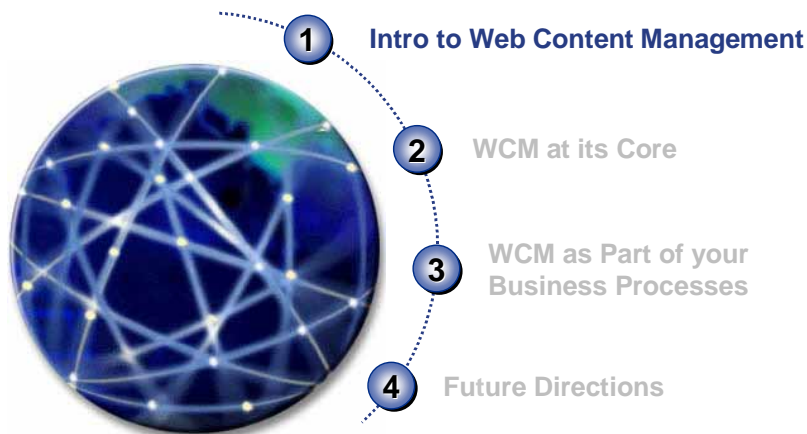 1 Intro to Web Content Management
2 WCM at its Core
3 WCM as Part of your
Business Processes
4 Future Directions